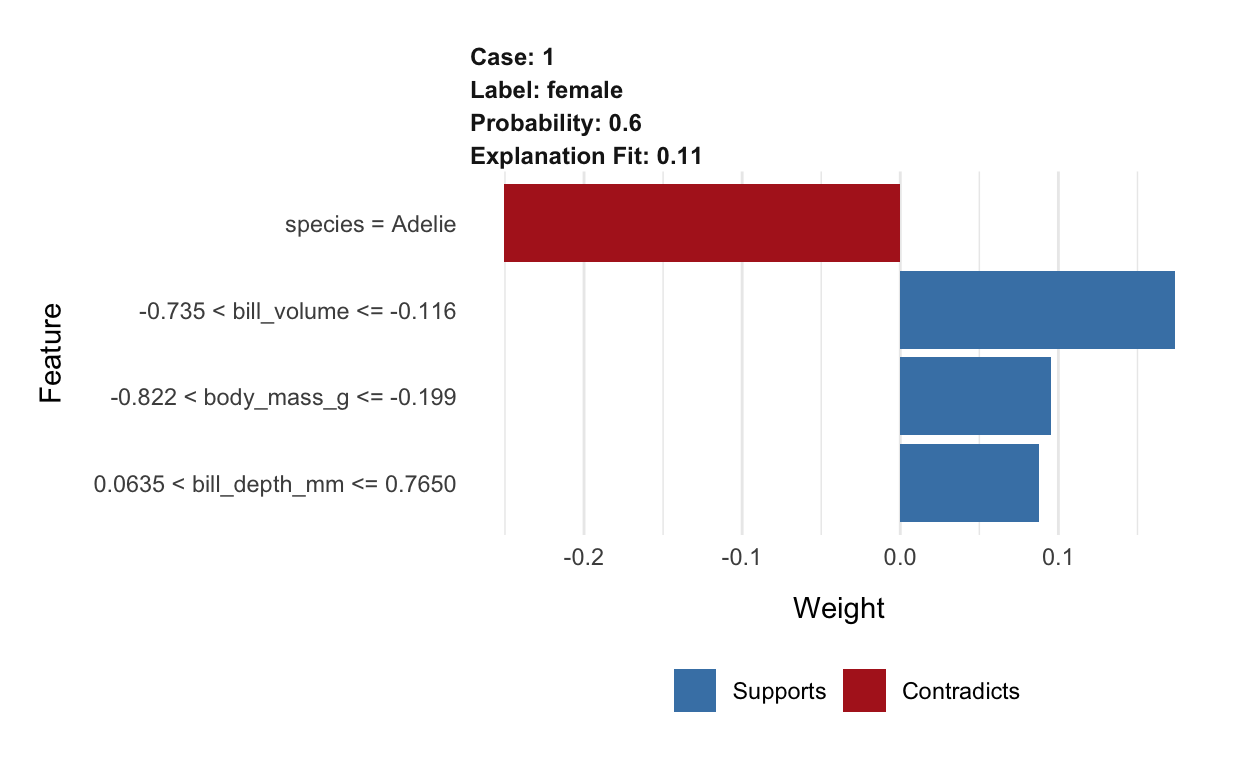 Case: 1
Label: female
Probability: 0.6
Explanation Fit: 0.11
species = Adelie
-0.735 < bill_volume <= -0.116
-0.822 < body_mass_g <= -0.199
0.0635 < bill_depth_mm <= 0.7650
Feature
-0.2 -0.1 0.0 0.1
Weight
Supports Contradicts